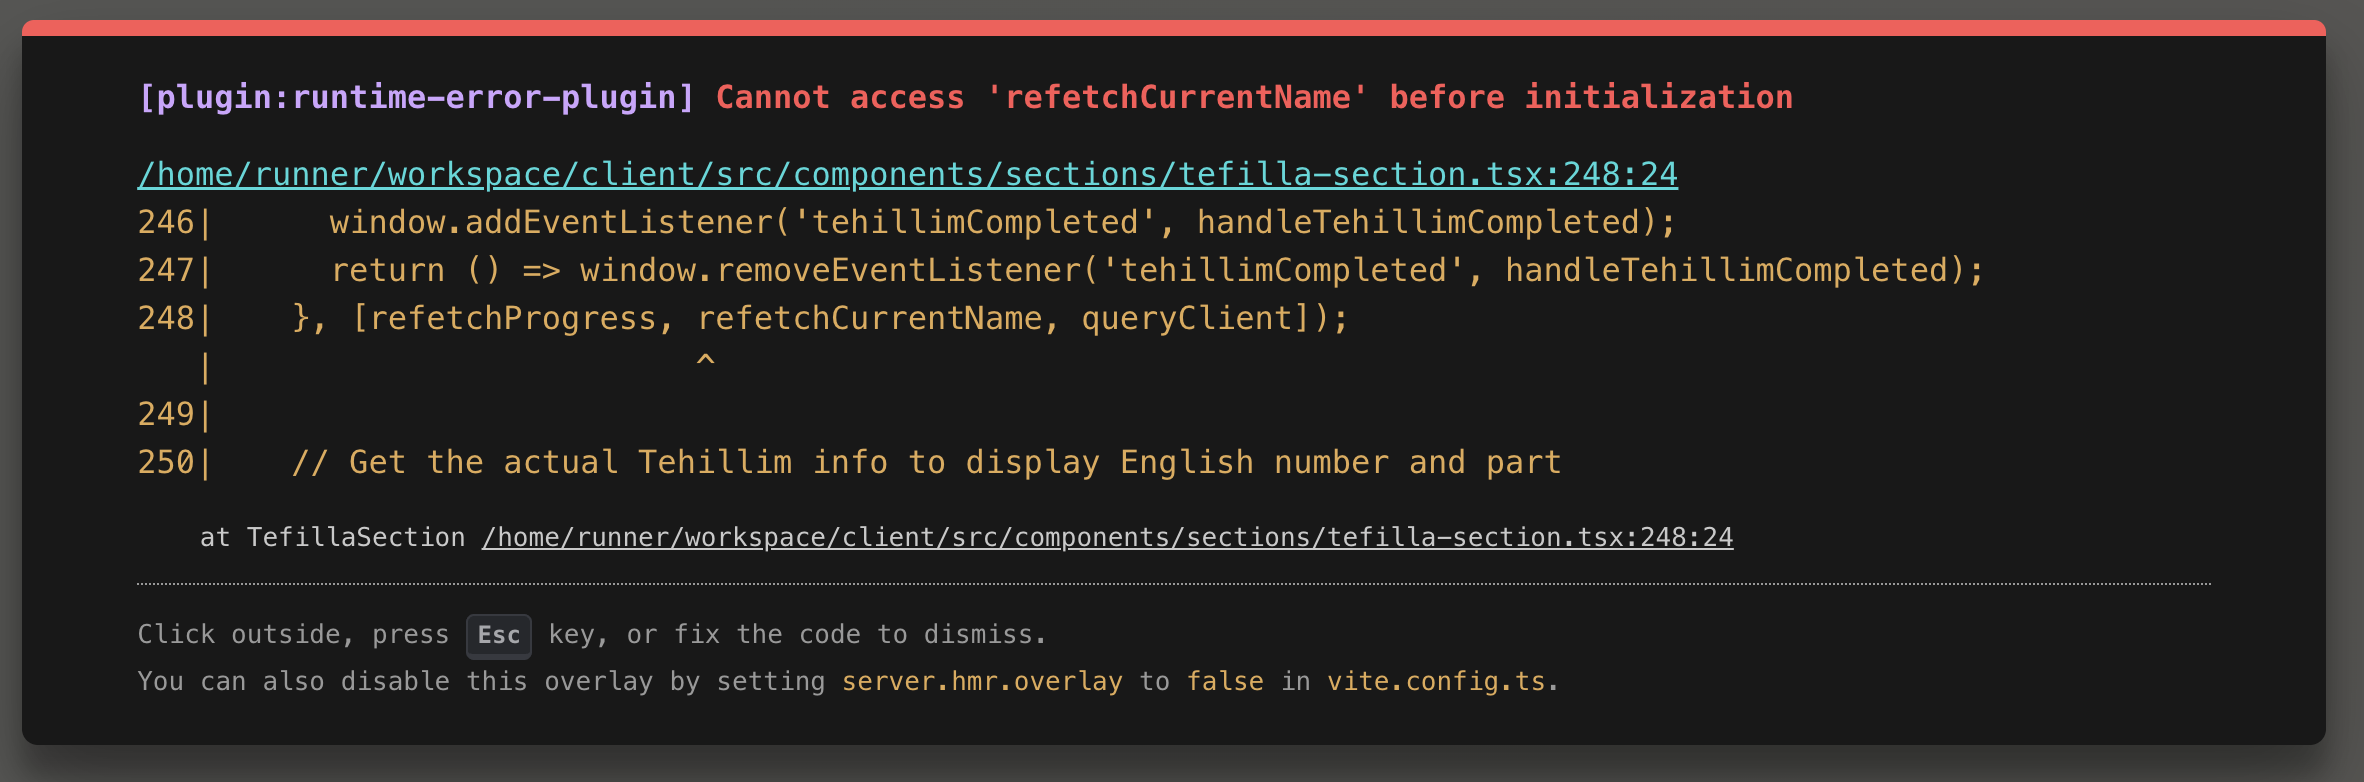 [plugin:runtime-error-plugin] Cannot access 'refetchCurrentName' before initialization
/home/runner/workspace/client/src/components/sections/tefilla-section.tsx:248:24
246|      window.addEventListener('tehillimCompleted', handleTehillimCompleted);
247|      return () => window.removeEventListener('tehillimCompleted', handleTehillimCompleted);
248|    }, [refetchProgress, refetchCurrentName, queryClient]);
   |                         ^
249|
250|    // Get the actual Tehillim info to display English number and part
at TefillaSection /home/runner/workspace/client/src/components/sections/tefilla-section.tsx:248:24
Click outside, press Esc key, or fix the code to dismiss.
You can also disable this overlay by setting server.hmr.overlay to false in vite.config.ts.